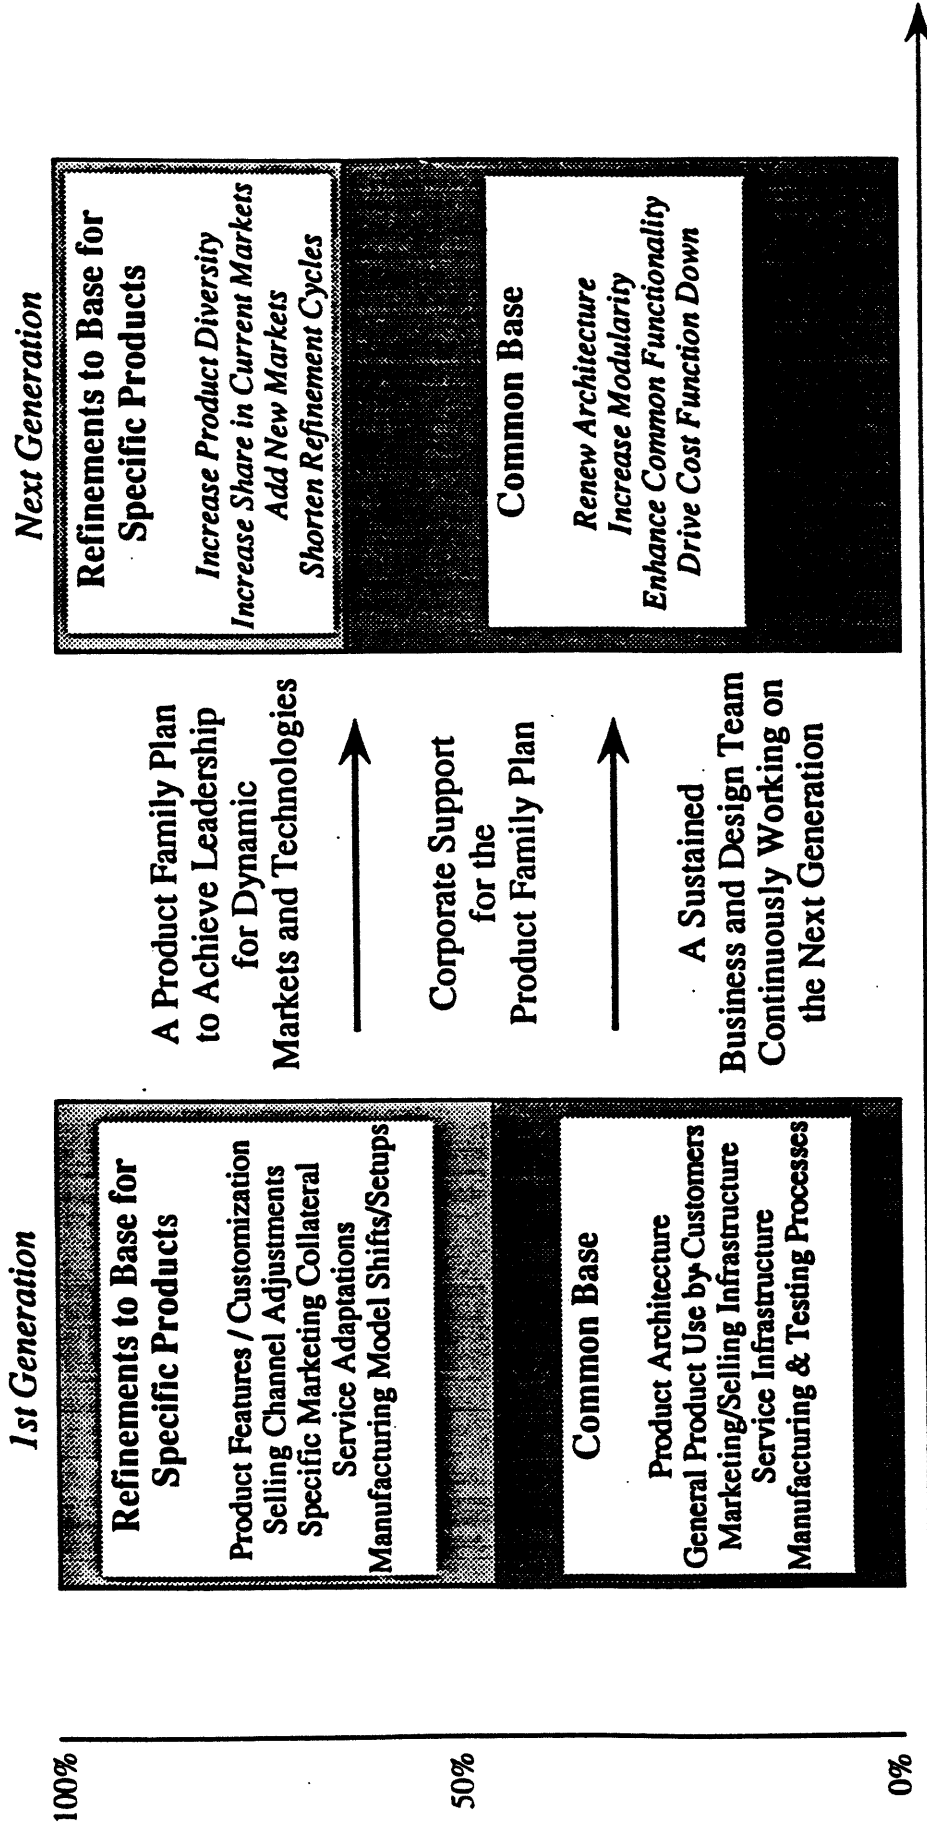 1st Generation
Next Generation
100%
50%
0%
Refinements to Base for
Specific Products
Product Features / Customization
Selling Channel Adjustments
Specific Marketing Collateral
Service Adaptations
Manufacturing Model Shifts/Setups
Common Base
Product Architecture
General Product Use by Customers
Marketing/Selling Infrastructure
Service Infrastructure
Manufacturing & Testing Processes
A Product Family Plan
to Achieve Leadership
for Dynamic
Markets and Technologies
Corporate Support
for the
Product Family Plan
A Sustained
Business and Design Team
Continuously Working on
the Next Generation
Refinements to Base for
Specific Products
Increase Product Diversity
Increase Share in Current Markets
Add New Markets
Shorten Refinement Cycles
Common Base
Renew Architecture
Increase Modularity
Enhance Common Functionality
Drive Cost Function Down